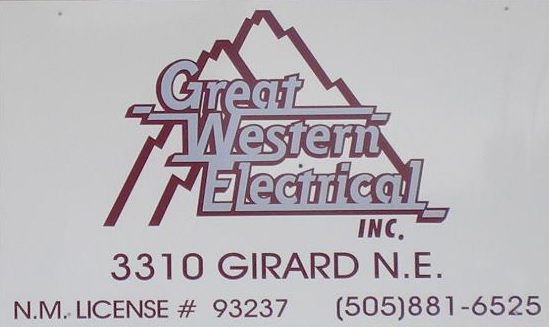 Great
Western
Electrical
INC.
3310 GIRARD N.E.
N.M. LICENSE # 93237 (505)881-6525